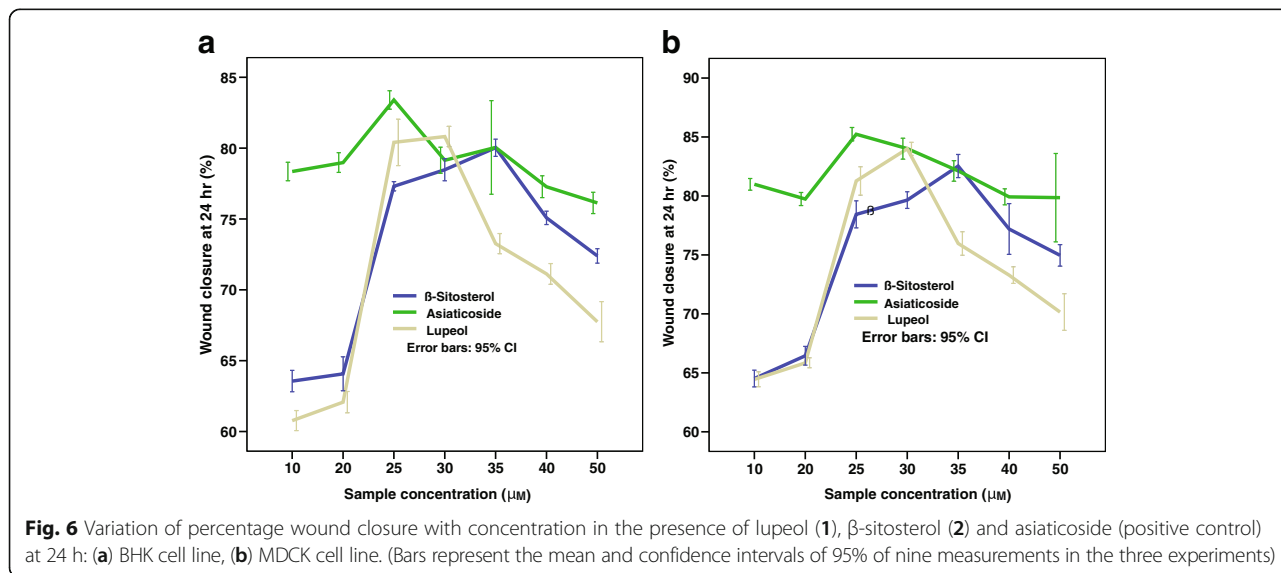 a
Wound closure at 24 hr (%)
85
80
75
70
65
60
ß-Sitosterol
Asiaticoside
Lupeol
Error bars: 95% CI
10 20 25 30 35 40 50
Sample concentration (µM)
b
Wound closure at 24 hr (%)
90
85
80
75
70
65
60
ß
ß-Sitosterol
Asiaticoside
Lupeol
Error bars: 95% CI
10 20 25 30 35 40 50
Sample concentration (µM)
Fig. 6 Variation of percentage wound closure with concentration in the presence of lupeol (1), β-sitosterol (2) and asiaticoside (positive control)
at 24 h: (a) BHK cell line, (b) MDCK cell line. (Bars represent the mean and confidence intervals of 95% of nine measurements in the three experiments)